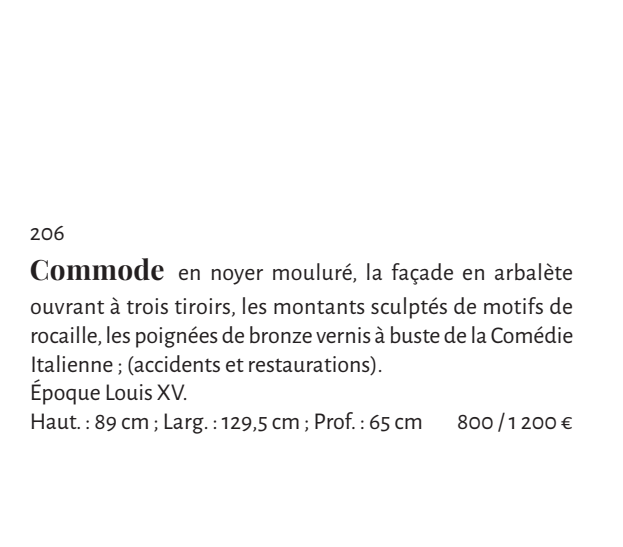 206
Commode en noyer mouluré, la façade en arbalète
ouvrant à trois tiroirs, les montants sculptés de motifs de
rocaille, les poignées de bronze vernis à buste de la Comédie
Italienne ; (accidents et restaurations).
Époque Louis XV.
Haut. : 89 cm ; Larg. : 129,5 cm ; Prof. : 65 cm 800 / 1 200 €